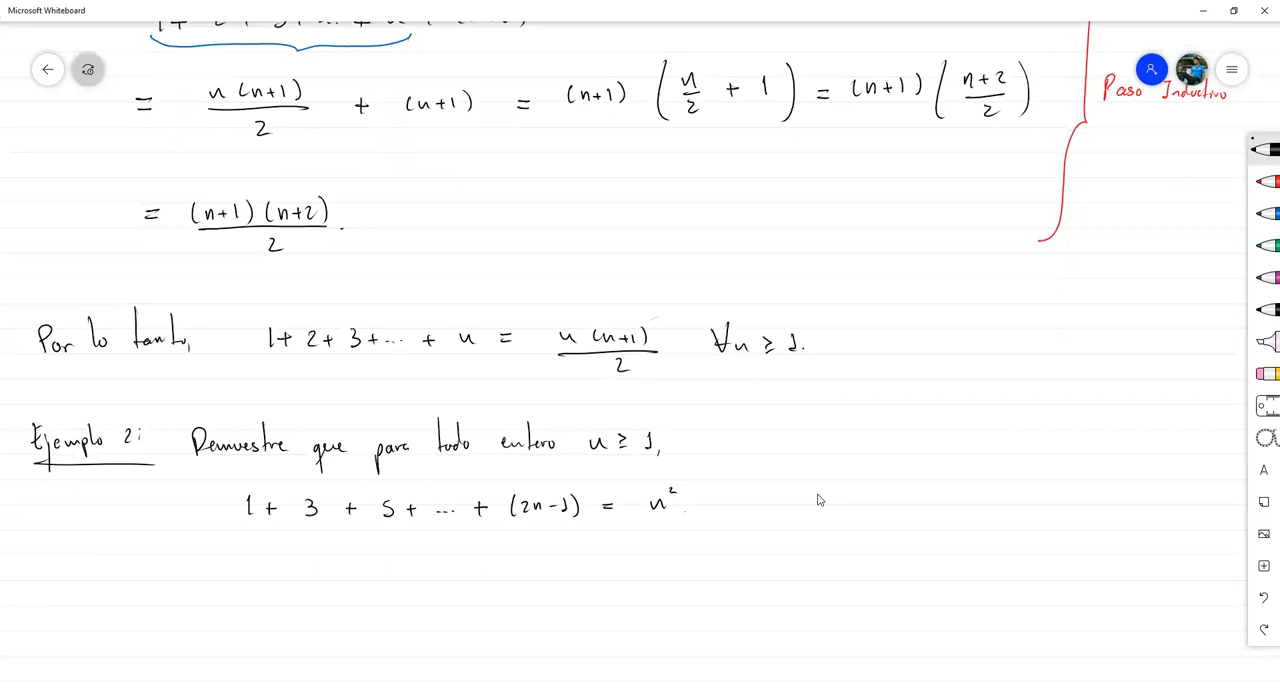 Microsoft Whiteboard
= n(n+1)/2 + (n+1) = (n+1) (n/2 + 1) = (n+1) (n+2/2)
Paso Inductivo
= (n+1)(n+2)/2.
Por lo tanto, 1+2+3+...+n = n(n+1)/2 ∀n ≥ 1.
Ejemplo 2: Demuestre que para todo entero n ≥ 1,
1 + 3 + 5 + ... + (2n-1) = n².
A